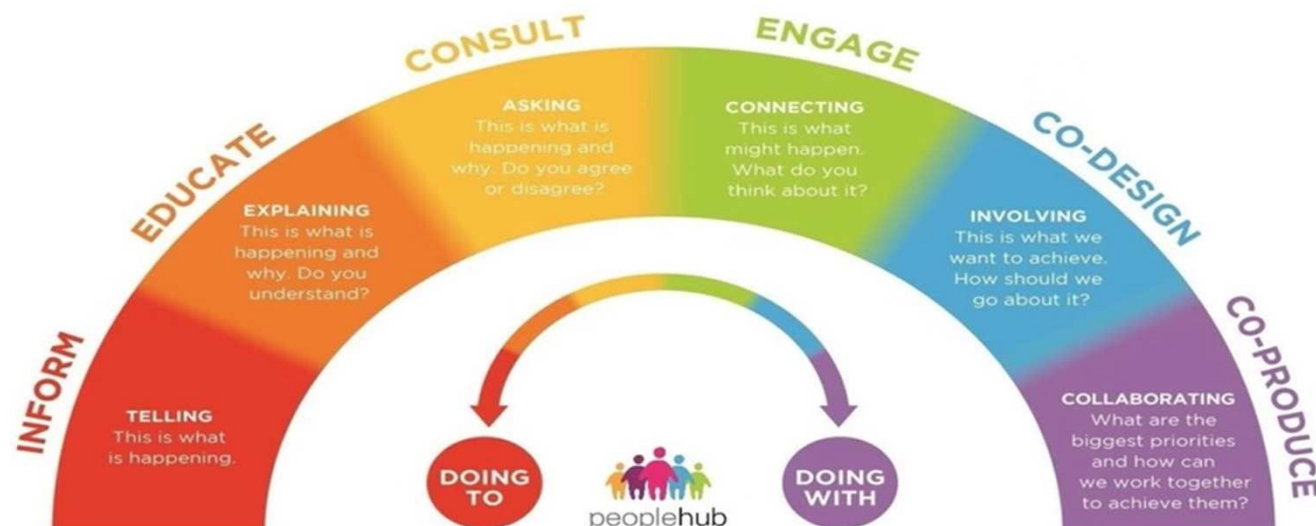 INFORM
TELLING
This is what
is happening.
EDUCATE
EXPLAINING
This is what is
happening and
why. Do you
understand?
CONSULT
ASKING
This is what is
happening and
why. Do you agree
or disagree?
ENGAGE
CONNECTING
This is what
might happen.
What do you
think about it?
CO-DESIGN
INVOLVING
This is what we
want to achieve.
How should we
go about it?
C0-PRODUCE
COLLABORATING
What are the
biggest priorities
and how can
we work together
to achieve them?
DOING
TO
peoplehub
DOING
WITH